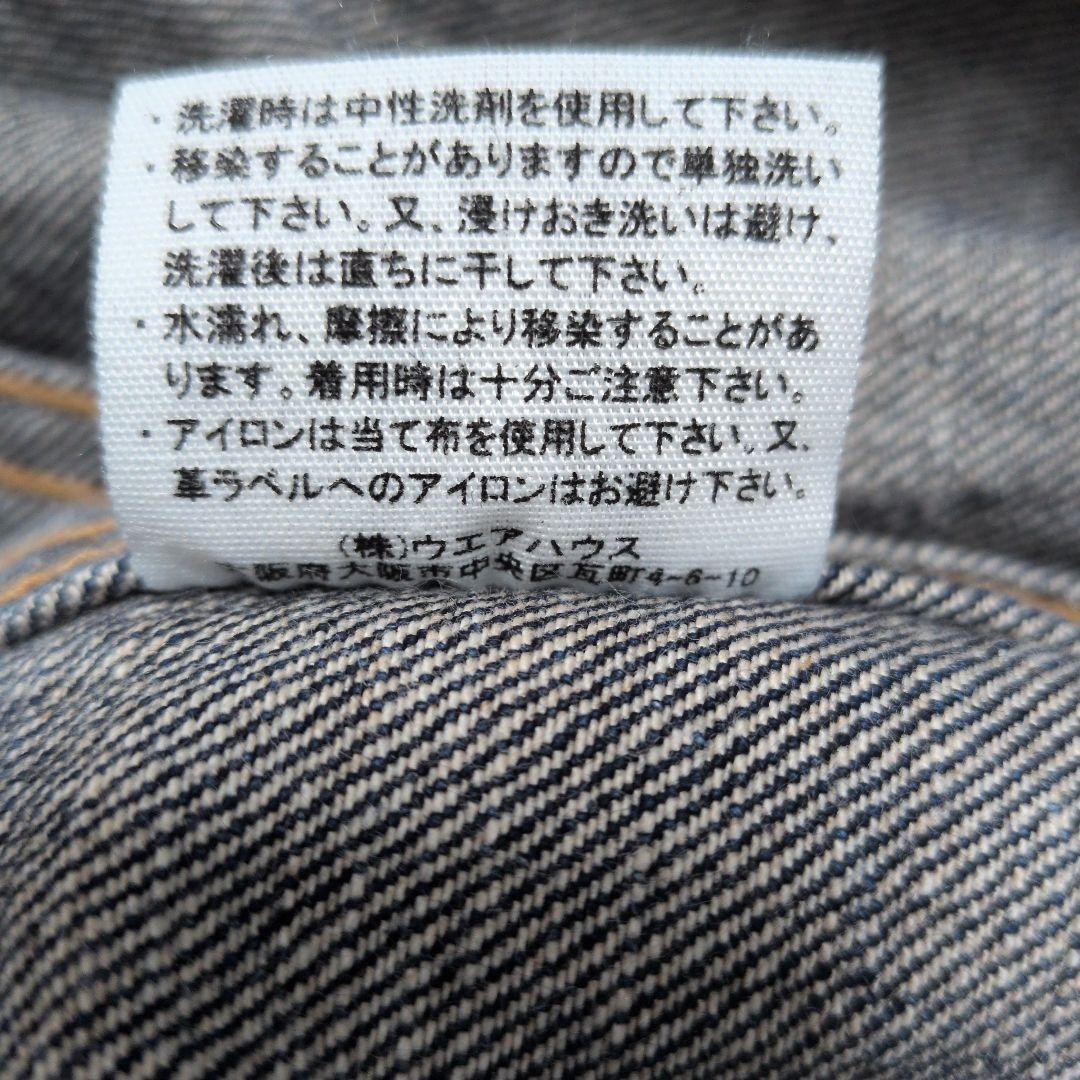 ・洗濯時は中性洗剤を使用して下さい。
・移染することがありますので単独洗い
して下さい。又、浸けおき洗いは避け、
洗濯後は直ちに干して下さい。
・水濡れ、摩擦により移染することがあ
ります。着用時は十分ご注意下さい。
・アイロンは当て布を使用して下さい。又、
革ラベルへのアイロンはお避け下さい。
(株)ウエアハウス
大阪府大阪市中央区瓦町4-6-10